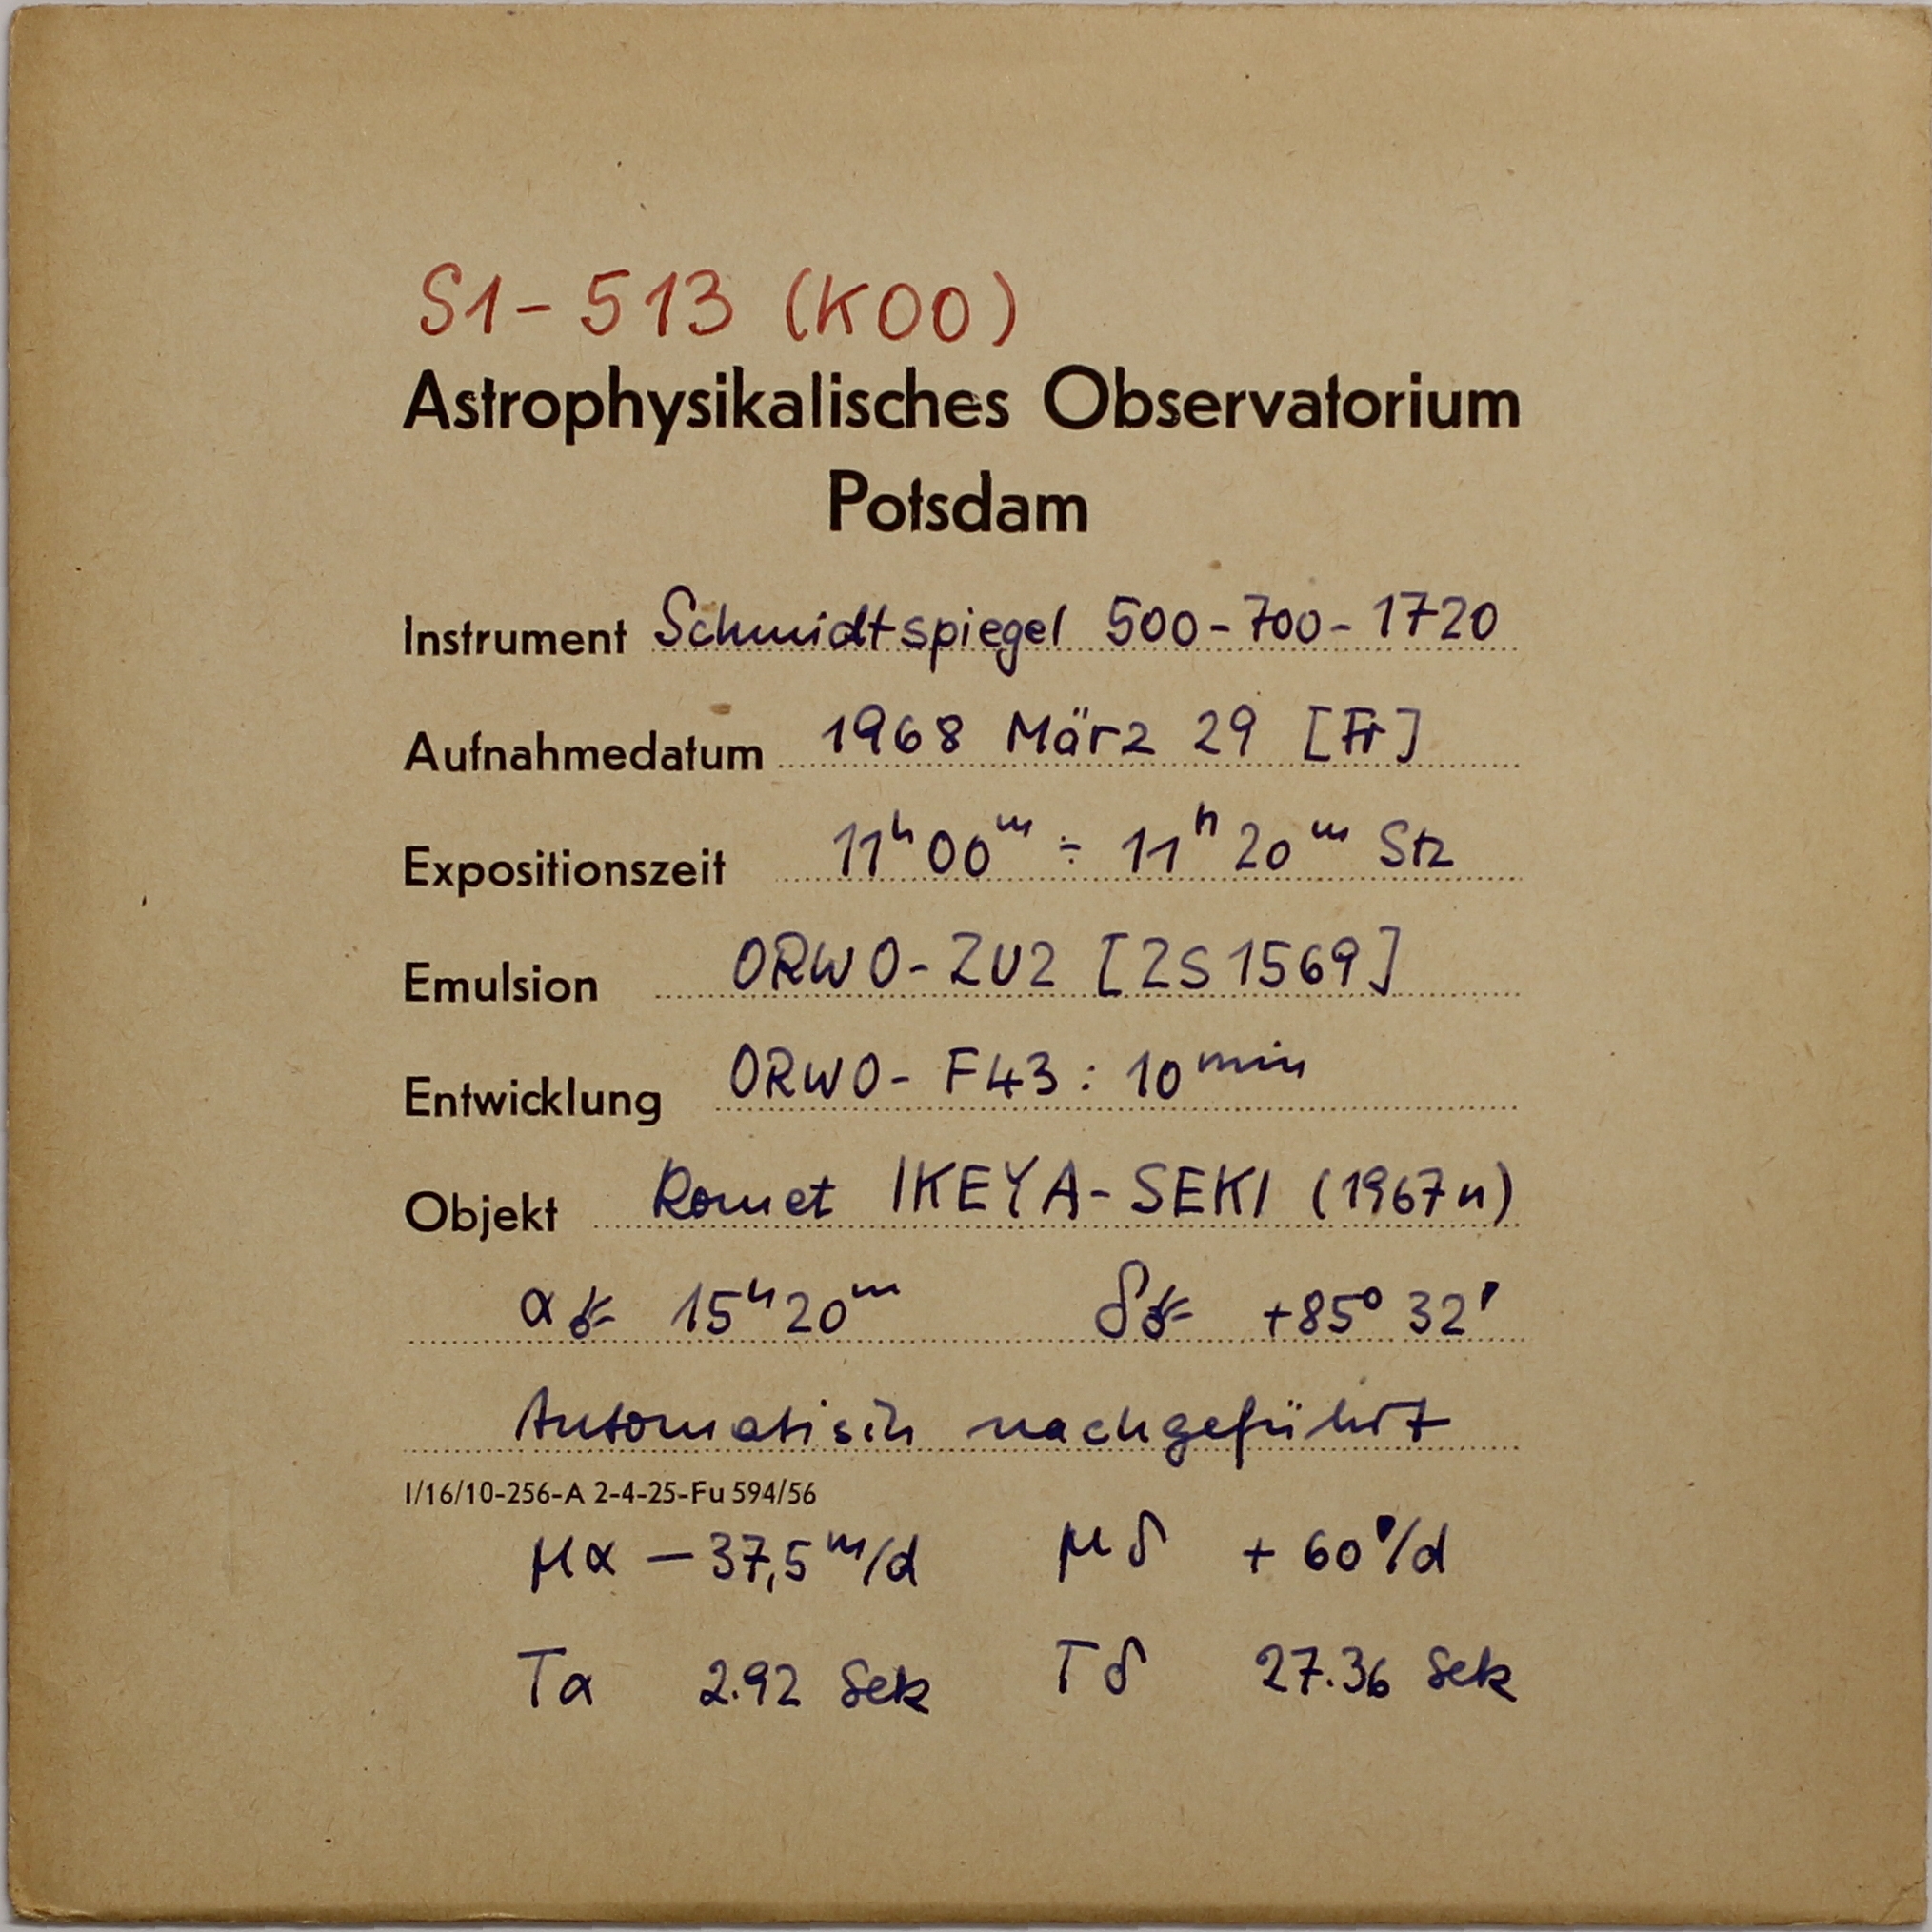 S1-513 (K00)
Astrophysikalisches Observatorium
Potsdam
Instrument Schmidtspiegel 500-700-1720
Aufnahmedatum 1968 März 29 [Fr]
Expositionszeit 11ʰ00ᵐ ÷ 11ʰ20ᵐ Stz
Emulsion ORWO-ZU2 [ZS1569]
Entwicklung ORWO-F43: 10 min
Objekt Komet IKEYA-SEKI (1967n)
α☄ 15ʰ20ᵐ δ☄ +85° 32'
Automatisch nachgeführt
I/16/10-256-A 2-4-25-Fu 594/56
μα −37,5ᵐ/d μδ +60'/d
Tα 2.92 Sek Tδ 27.36 Sek